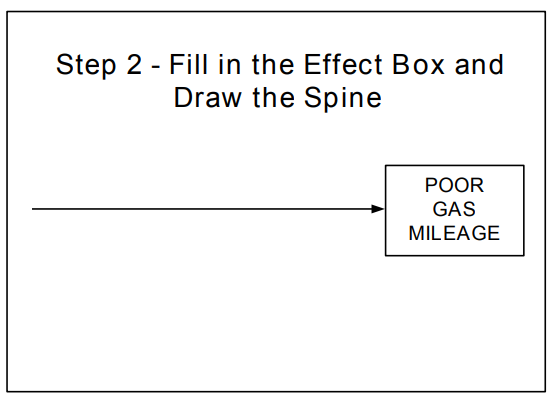 Step 2 - Fill in the Effect Box and
Draw the Spine
POOR
GAS
MILEAGE